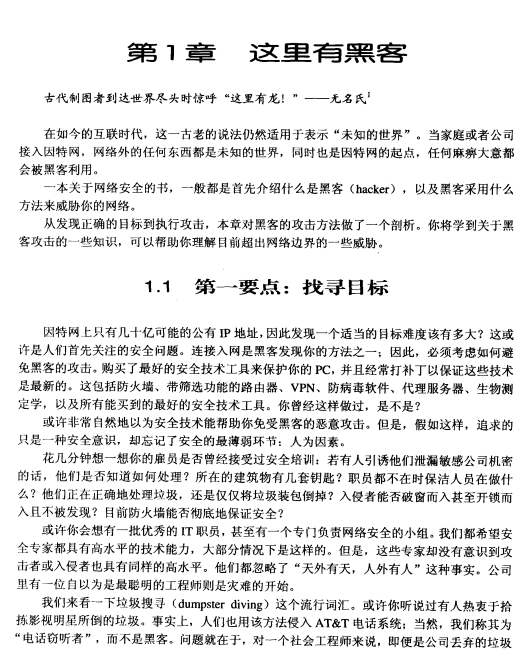 第1章 这里有黑客
古代制图者到达世界尽头时惊呼“这里有龙！”——无名氏1
在如今的互联时代，这一古老的说法仍然适用于表示“未知的世界”。当家庭或者公司
接入因特网，网络外的任何东西都是未知的世界，同时也是因特网的起点，任何麻痹大意都
会被黑客利用。
一本关于网络安全的书，一般都是首先介绍什么是黑客（hacker），以及黑客采用什么
方法来威胁你的网络。
从发现正确的目标到执行攻击，本章对黑客的攻击方法做了一个剖析。你将学到关于黑
客攻击的一些知识，可以帮助你理解目前超出网络边界的一些威胁。
1.1 第一要点：找寻目标
因特网上只有几十亿可能的公有 IP 地址，因此发现一个适当的目标难度该有多大？这或
许是人们首先关注的安全问题。连接入网是黑客发现你的方法之一；因此，必须考虑如何避
免黑客的攻击。购买了最好的安全技术工具来保护你的 PC，并且经常打补丁以保证这些技术
是最新的。这包括防火墙、带筛选功能的路由器、VPN、防病毒软件、代理服务器、生物测
定学，以及所有能买到的最好的安全技术工具。你曾经这样做过，是不是？
或许非常自然地以为安全技术能帮助你免受黑客的恶意攻击。但是，假如这样，追求的
只是一种安全意识，却忘记了安全的最薄弱环节：人为因素。
花几分钟想一想你的雇员是否曾经接受过安全培训：若有人引诱他们泄漏敏感公司机密
的话，他们是否知道如何处理？所在的建筑物有几套钥匙？职员都不在时保洁人员在做什
么？他们正在正确地处理垃圾，还是仅仅将垃圾装包倒掉？入侵者能否破窗而入甚至开锁而
入且不被发现？目前防火墙能否彻底地保证安全？
或许你会想有一批优秀的 IT 职员，甚至有一个专门负责网络安全的小组。我们都希望安
全专家都具有高水平的技术能力，大部分情况下是这样的。但是，这些专家却没有意识到攻
击者或入侵者也具有同样的高水平。他们都忽略了“天外有天，人外有人”这种事实。公司
里有一位自以为是最聪明的工程师则是灾难的开始。
我们来看一下垃圾搜寻（dumpster diving）这个流行词汇。或许你听说过有人热衷于拾
拣影视明星所倒的垃圾。事实上，人们也用该方法侵入 AT&T 电话系统；当然，我们称其为
“电话窃听者”，而不是黑客。问题就在于，对一个社会工程师来说，即便是公司丢弃的垃圾